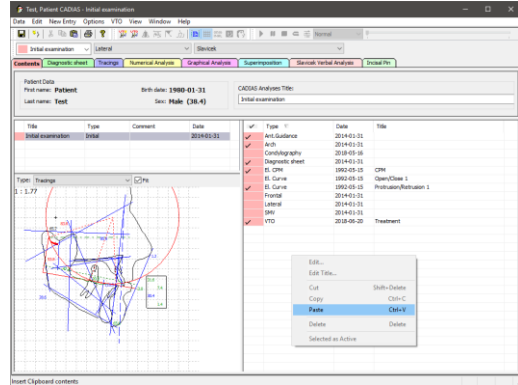 Test, Patient CADIAS - Initial examination
Data Edit New Entry Options VTO View Window Help
Normal
Initial examination Lateral Slavicek
Contents Diagnostic sheet Tracings Numerical Analysis Graphical Analysis Superimposition Slavicek Verbal Analysis Incisal Pin
Patient Data
First name: Patient Birth date: 1980-01-31
Last name: Test Sex: Male (38.4)
CADIAS Analyses Title:
Initial examination
Title Type Comment Date
Initial examination Initial 2014-01-31
Type: Tracings Fit
1 : 1.77
Type Date Title
Ant.Guidance 2014-01-31
Arch 2014-01-31
Condylography 2018-05-16
Diagnostic sheet 2014-01-31
El. CPM 1992-05-15 CPM
El. Curve 1992-05-15 Open/Close 1
El. Curve 1992-05-15 Protrusion/Retrusion 1
Frontal 2014-01-31
Lateral 2014-01-31
SMV 2014-01-31
VTO 2018-06-20 Treatment
Edit...
Edit Title...
Cut Shift+Delete
Copy Ctrl+C
Paste Ctrl+V
Delete Delete
Selected as Active
Insert Clipboard contents